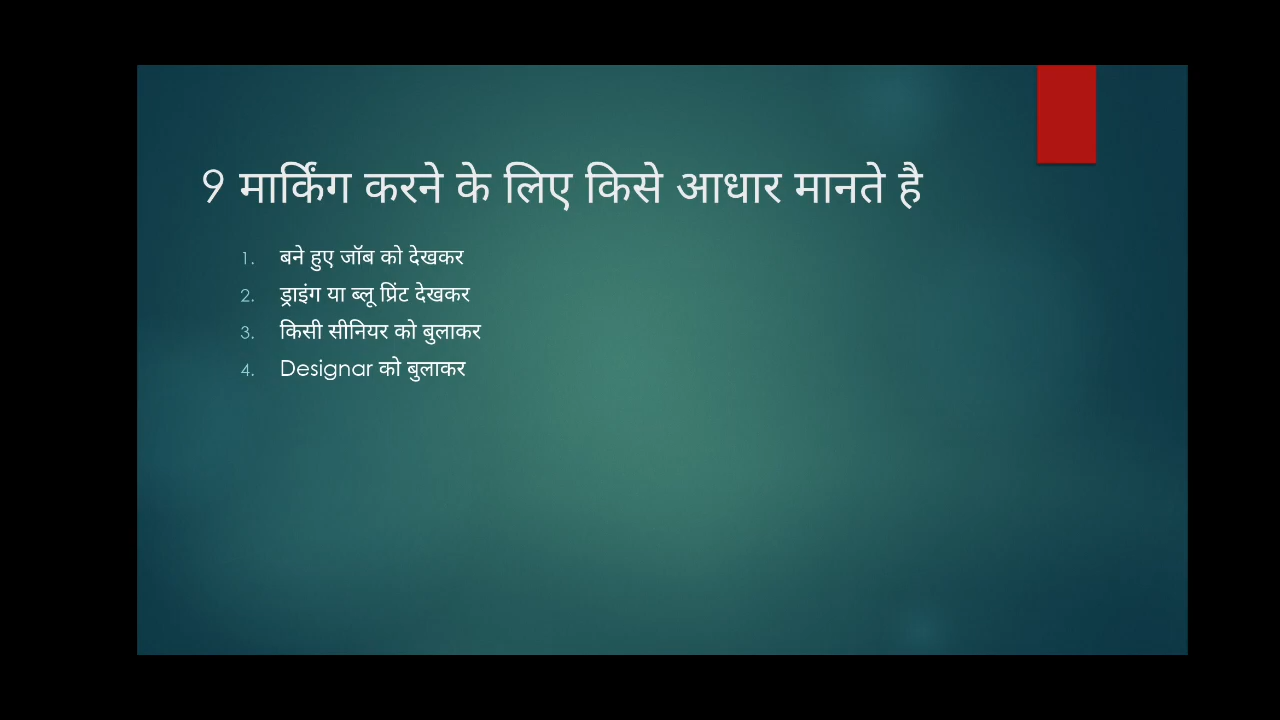 9 मार्किंग करने के लिए किसे आधार मानते है
1. बने हुए जॉब को देखकर
2. ड्राइंग या ब्लू प्रिंट देखकर
3. किसी सीनियर को बुलाकर
4. Designar को बुलाकर